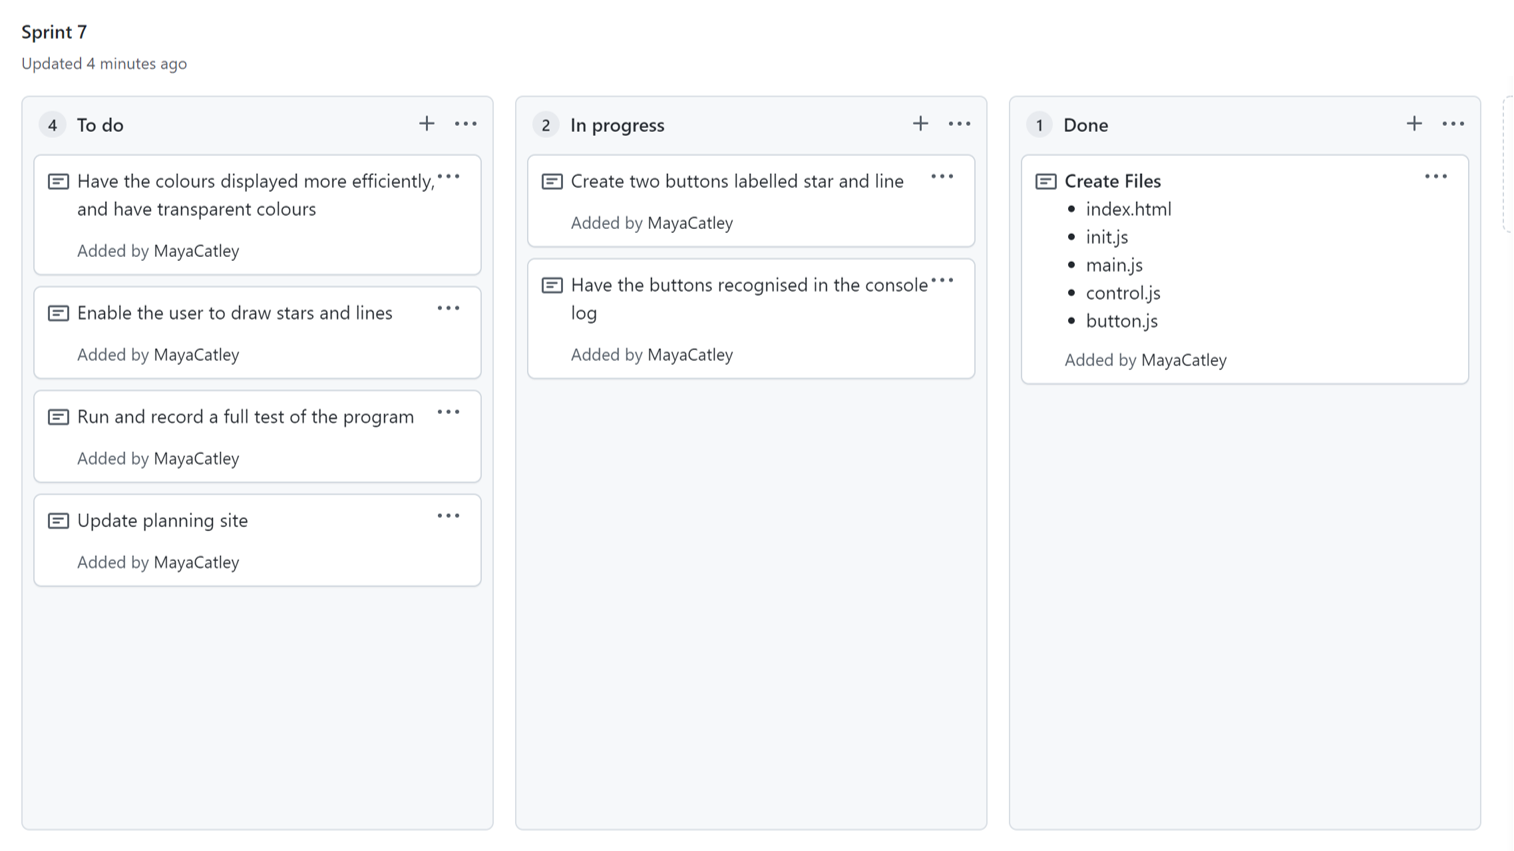 Sprint 7
Updated 4 minutes ago
4 To do
Have the colours displayed more efficiently,
and have transparent colours
Added by MayaCatley
Enable the user to draw stars and lines
Added by MayaCatley
Run and record a full test of the program
Added by MayaCatley
Update planning site
Added by MayaCatley
2 In progress
Create two buttons labelled star and line
Added by MayaCatley
Have the buttons recognised in the console
log
Added by MayaCatley
1 Done
Create Files
• index.html
• init.js
• main.js
• control.js
• button.js
Added by MayaCatley